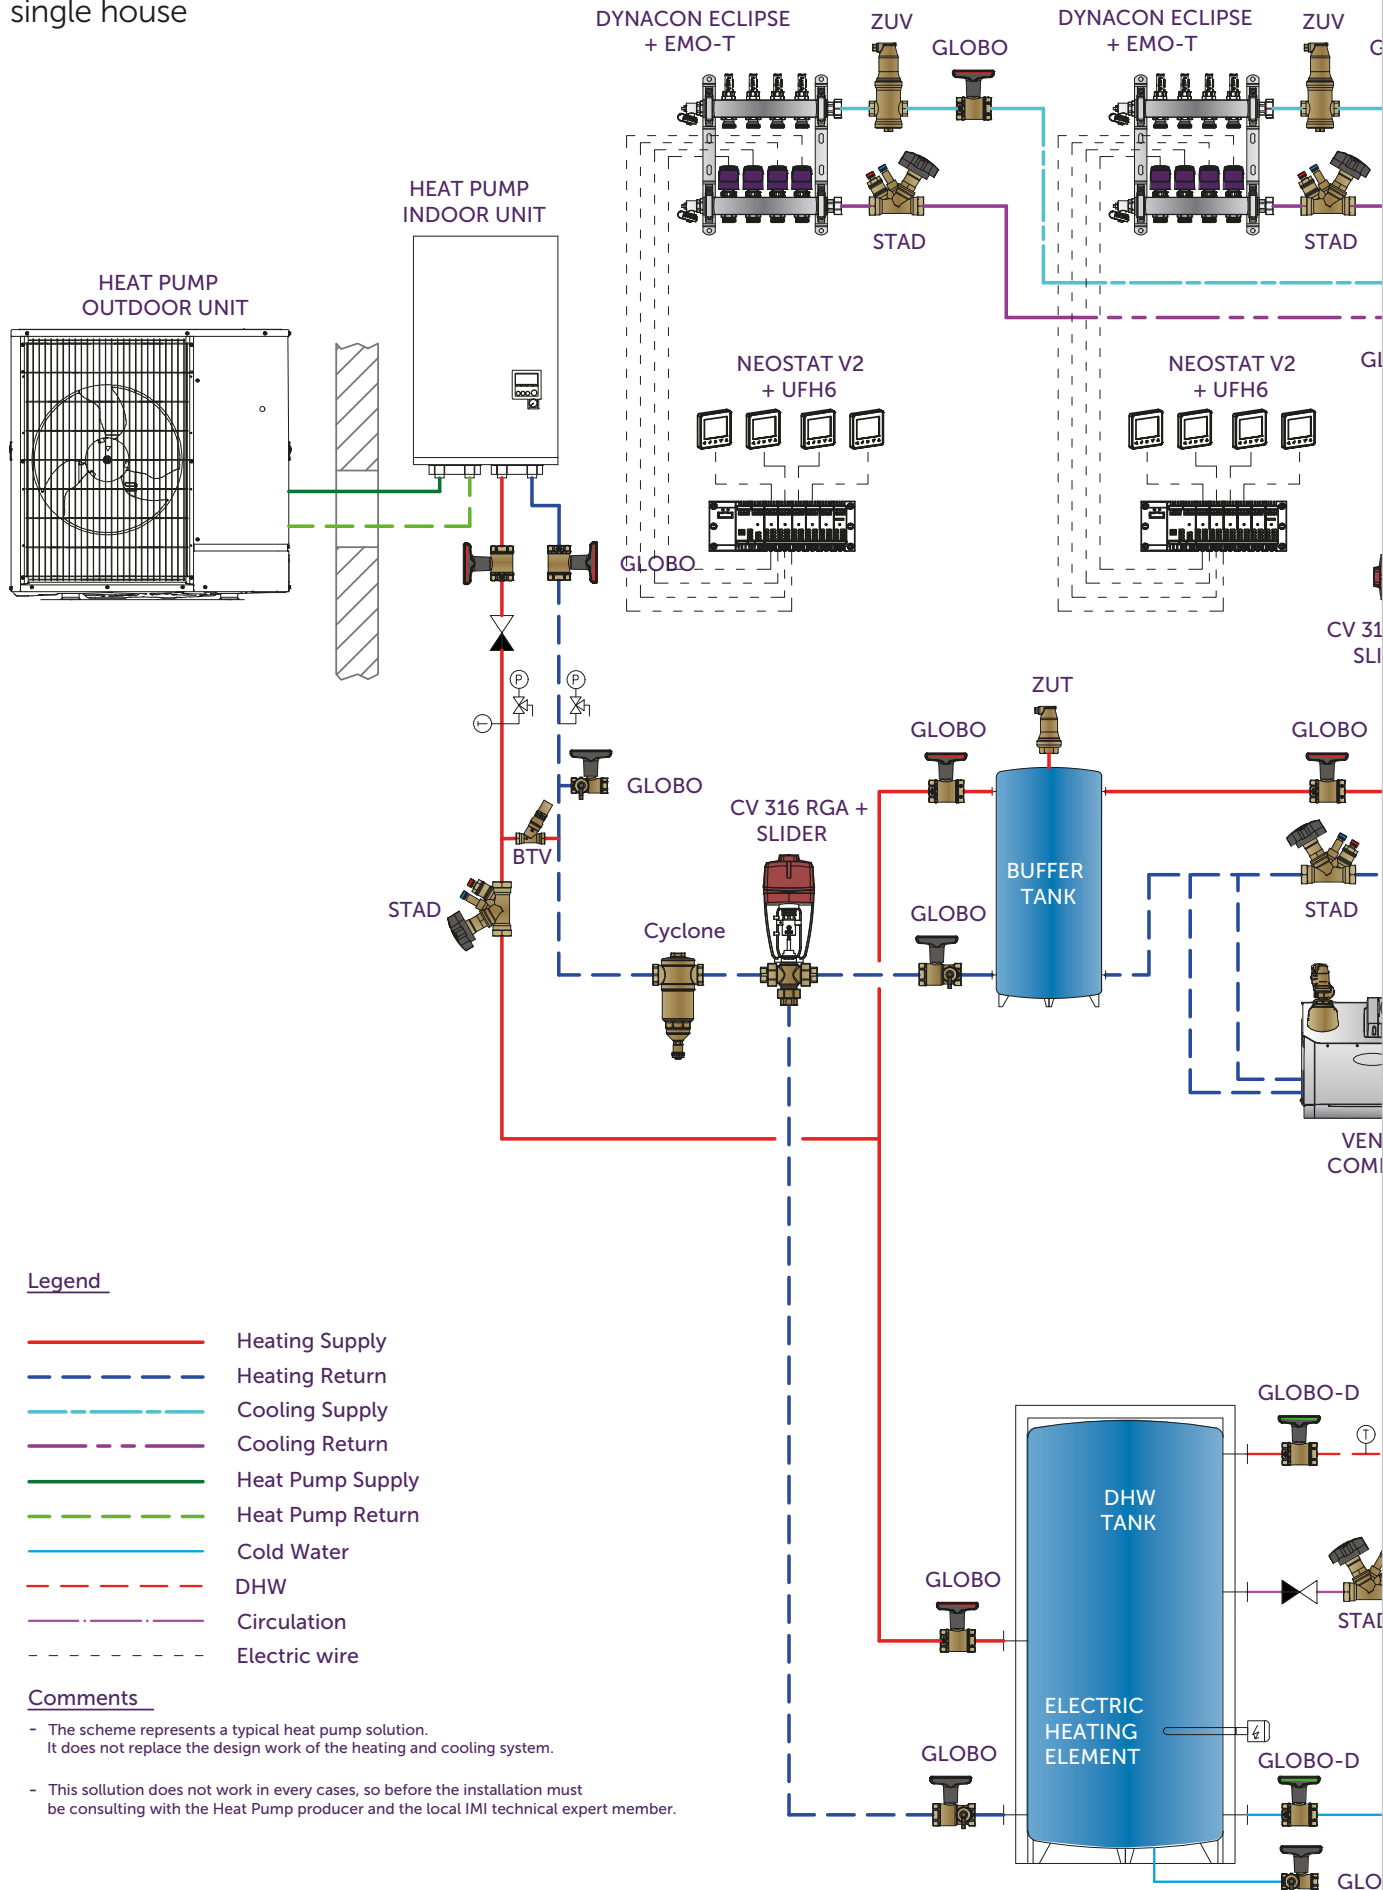 single house
DYNACON ECLIPSE
+ EMO-T
ZUV
GLOBO
DYNACON ECLIPSE
+ EMO-T
ZUV
HEAT PUMP
INDOOR UNIT
STAD
STAD
HEAT PUMP
OUTDOOR UNIT
NEOSTAT V2
+ UFH6
NEOSTAT V2
+ UFH6
GLOBO
CV 31
P
P
T
ZUT
GLOBO
GLOBO
GLOBO
CV 316 RGA +
SLIDER
BTV
BUFFER
TANK
STAD
GLOBO
STAD
Cyclone
VEN
COM
Legend
Heating Supply
Heating Return
Cooling Supply
Cooling Return
Heat Pump Supply
Heat Pump Return
Cold Water
DHW
Circulation
Electric wire
GLOBO-D
T
DHW
TANK
GLOBO
STAD
ELECTRIC
HEATING
ELEMENT
GLOBO
GLOBO-D
GLO
Comments
- The scheme represents a typical heat pump solution.
It does not replace the design work of the heating and cooling system.
- This sollution does not work in every cases, so before the installation must
be consulting with the Heat Pump producer and the local IMI technical expert member.